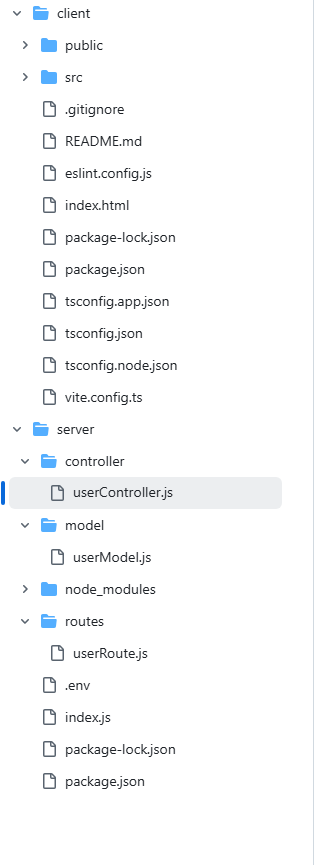 client
public
src
.gitignore
README.md
eslint.config.js
index.html
package-lock.json
package.json
tsconfig.app.json
tsconfig.json
tsconfig.node.json
vite.config.ts
server
controller
userController.js
model
userModel.js
node_modules
routes
userRoute.js
.env
index.js
package-lock.json
package.json